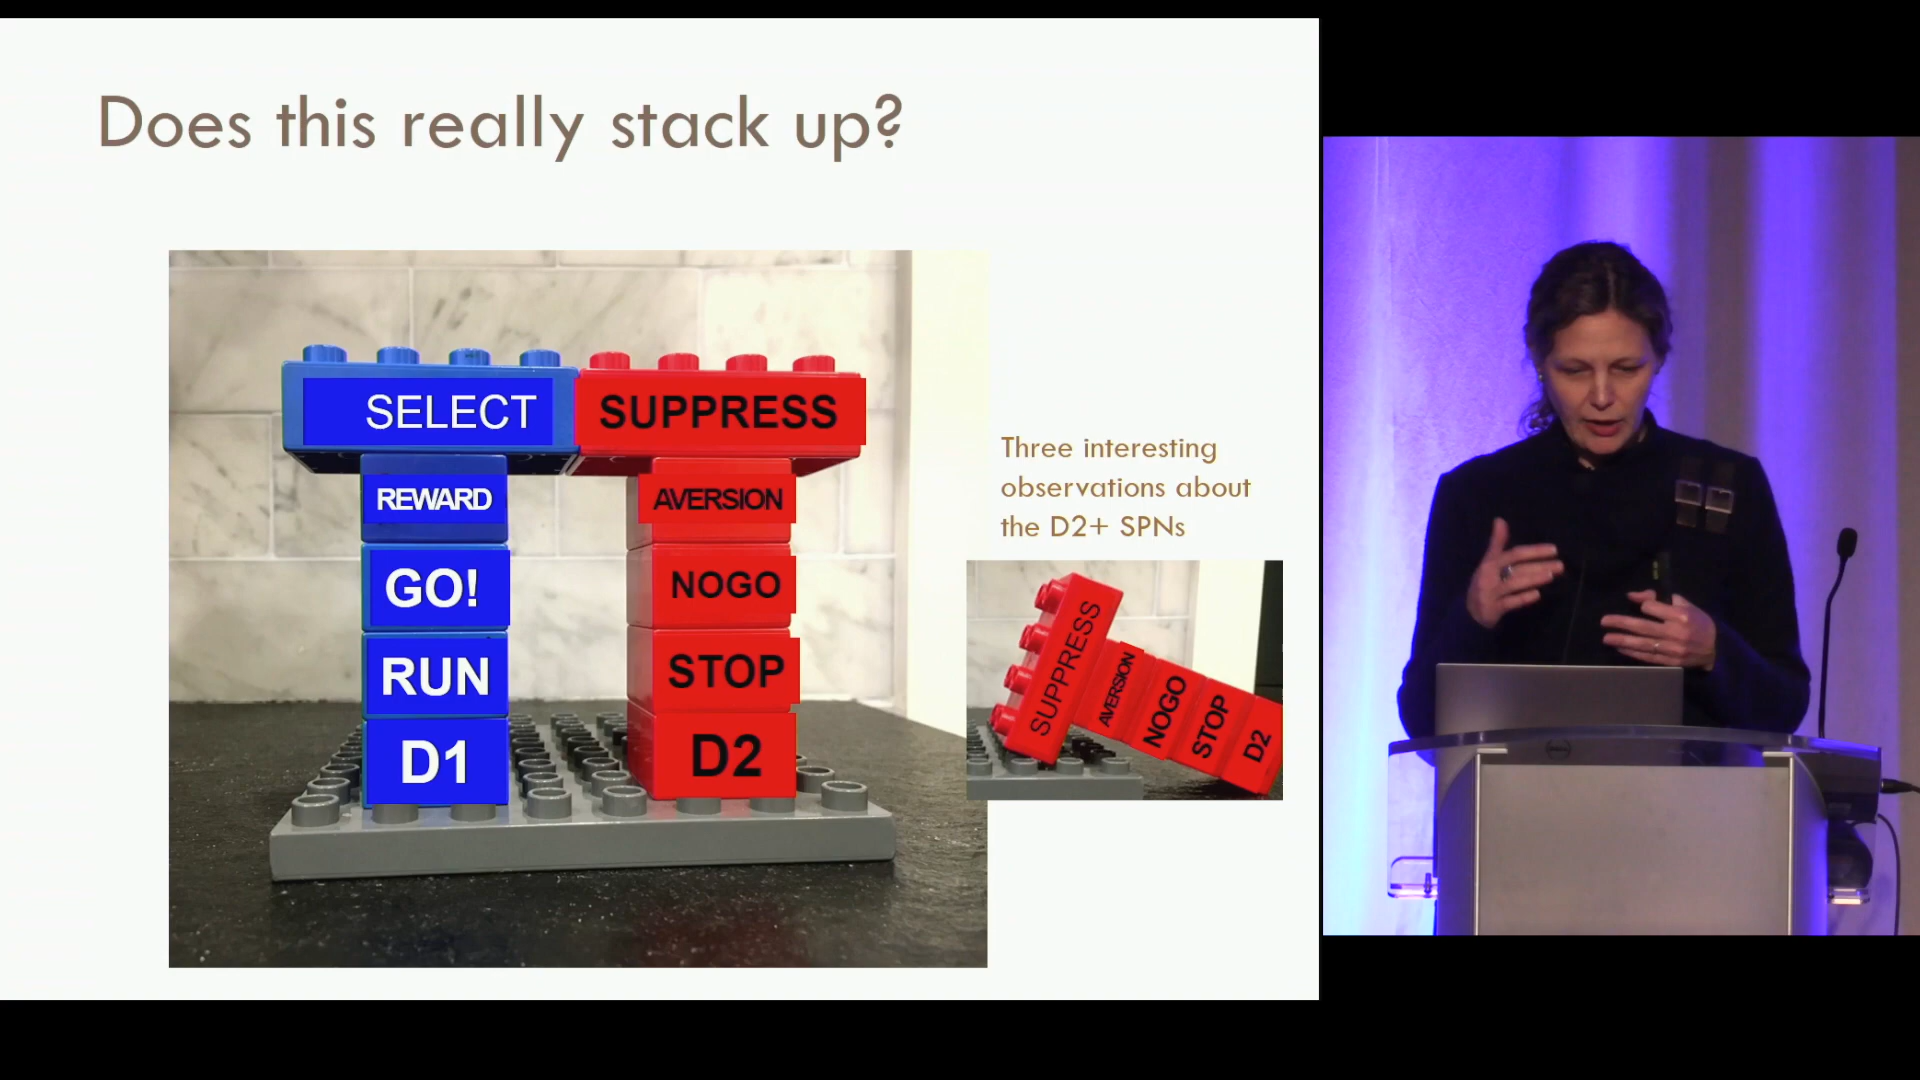 Does this really stack up?
SELECT
SUPPRESS
REWARD
AVERSION
GO!
NOGO
RUN
STOP
D1
D2
Three interesting
observations about
the D2+ SPNs
SUPPRESS
AVERSION
NOGO
STOP
D2